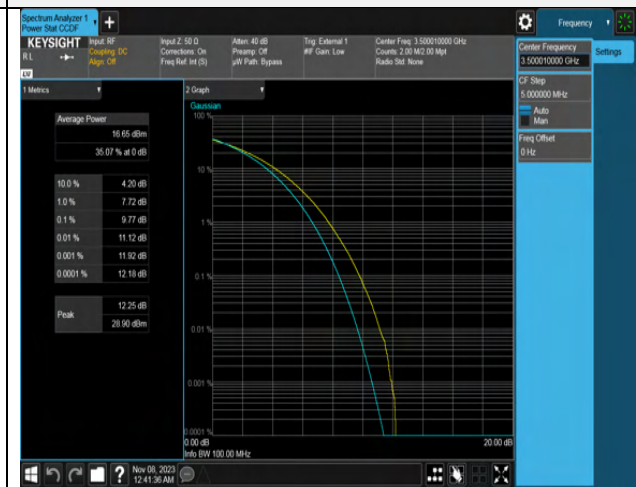 Spectrum Analyzer 1
Power Stat CCDF
Frequency
KEYSIGHT
RL
Input: RF
Coupling: DC
Align: Off
Input Z: 50 Ω
Corrections: On
Freq Ref: Int (S)
Atten: 40 dB
Preamp: Off
µW Path: Bypass
Trig: External 1
#IF Gain: Low
Center Freq: 3.500010000 GHz
Counts: 2.00 M/2.00 Mpt
Radio Std: None
Center Frequency
3.500010000 GHz
Settings
CF Step
5.000000 MHz
Auto
Man
Freq Offset
0 Hz
1 Metrics
Average Power
16.65 dBm
35.07 % at 0 dB
10.0 % 4.20 dB
1.0 % 7.72 dB
0.1 % 9.77 dB
0.01 % 11.12 dB
0.001 % 11.92 dB
0.0001 % 12.18 dB
Peak
12.25 dB
28.90 dBm
2 Graph
Gaussian
100 %
10 %
1 %
0.1 %
0.01 %
0.001 %
0.0001 %
0.00 dB
20.00 dB
Info BW 100.00 MHz
?
Nov 08, 2023
12:41:36 AM